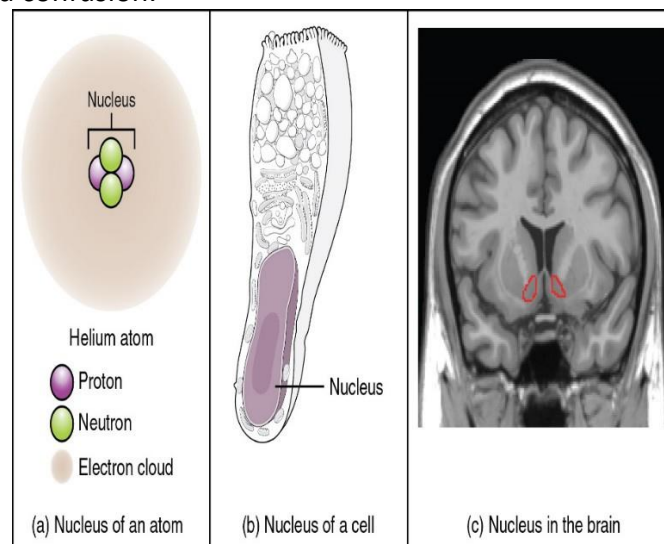 a confusion.
Nucleus
Helium atom
Proton
Neutron
Electron cloud
(a) Nucleus of an atom
Nucleus
(b) Nucleus of a cell
(c) Nucleus in the brain